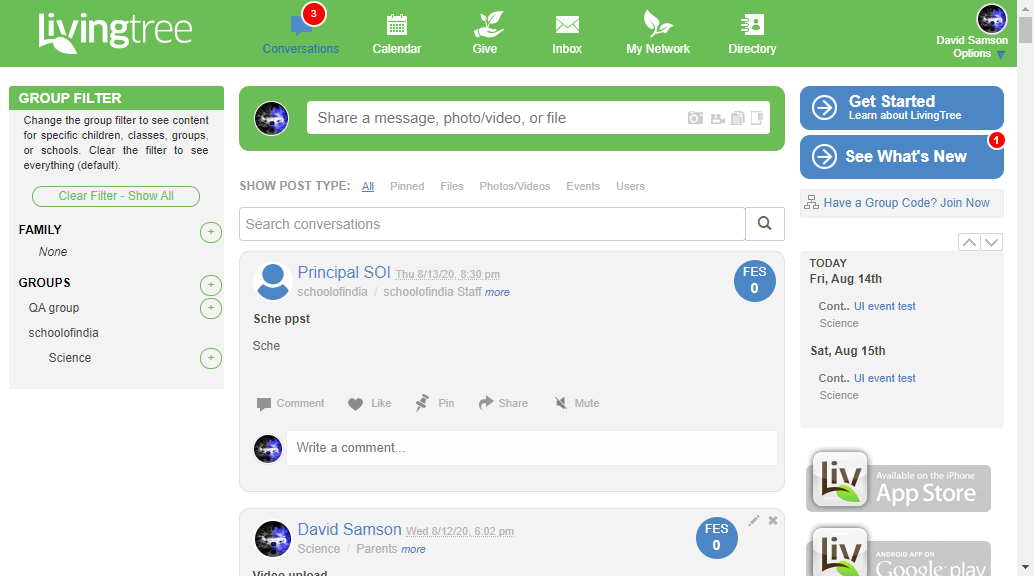 livingtree
3
Conversations
Calendar
Give
Inbox
My Network
Directory
David Samson
Options
GROUP FILTER
Change the group filter to see content
for specific children, classes, groups,
or schools. Clear the filter to see
everything (default).
Clear Filter - Show All
FAMILY
+
None
GROUPS
+
QA group
+
schoolofindia
Science
+
Share a message, photo/video, or file
SHOW POST TYPE: All Pinned Files Photos/Videos Events Users
Search conversations
Principal SOI Thu 8/13/20, 8:30 pm
schoolofindia / schoolofindia Staff more
FES
0
Sche ppst
Sche
Comment Like Pin Share Mute
Write a comment...
David Samson Wed 8/12/20, 6:02 pm
Science / Parents more
FES
0
Video upload
Get Started
Learn about LivingTree
1
See What's New
Have a Group Code? Join Now
TODAY
Fri, Aug 14th
Cont.. UI event test
Science
Sat, Aug 15th
Cont.. UI event test
Science
Liv
Available on the iPhone
App Store
Liv
ANDROID APP ON
Google play